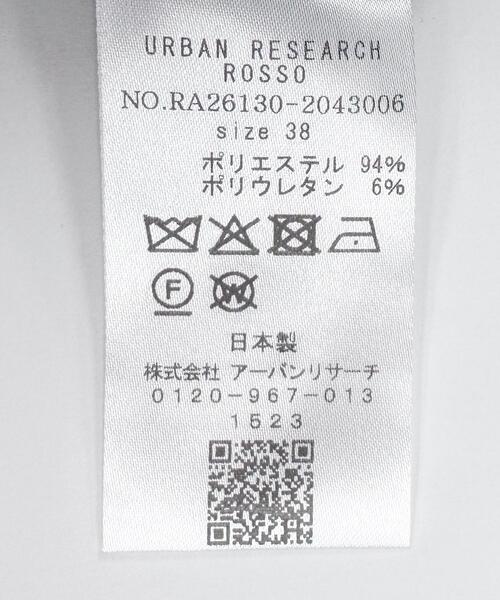 URBAN RESEARCH
ROSSO
NO.RA26130-2043006
size 38
ポリエステル 94%
ポリウレタン 6%
F W
日本製
株式会社 アーバンリサーチ
0120-967-013
1523